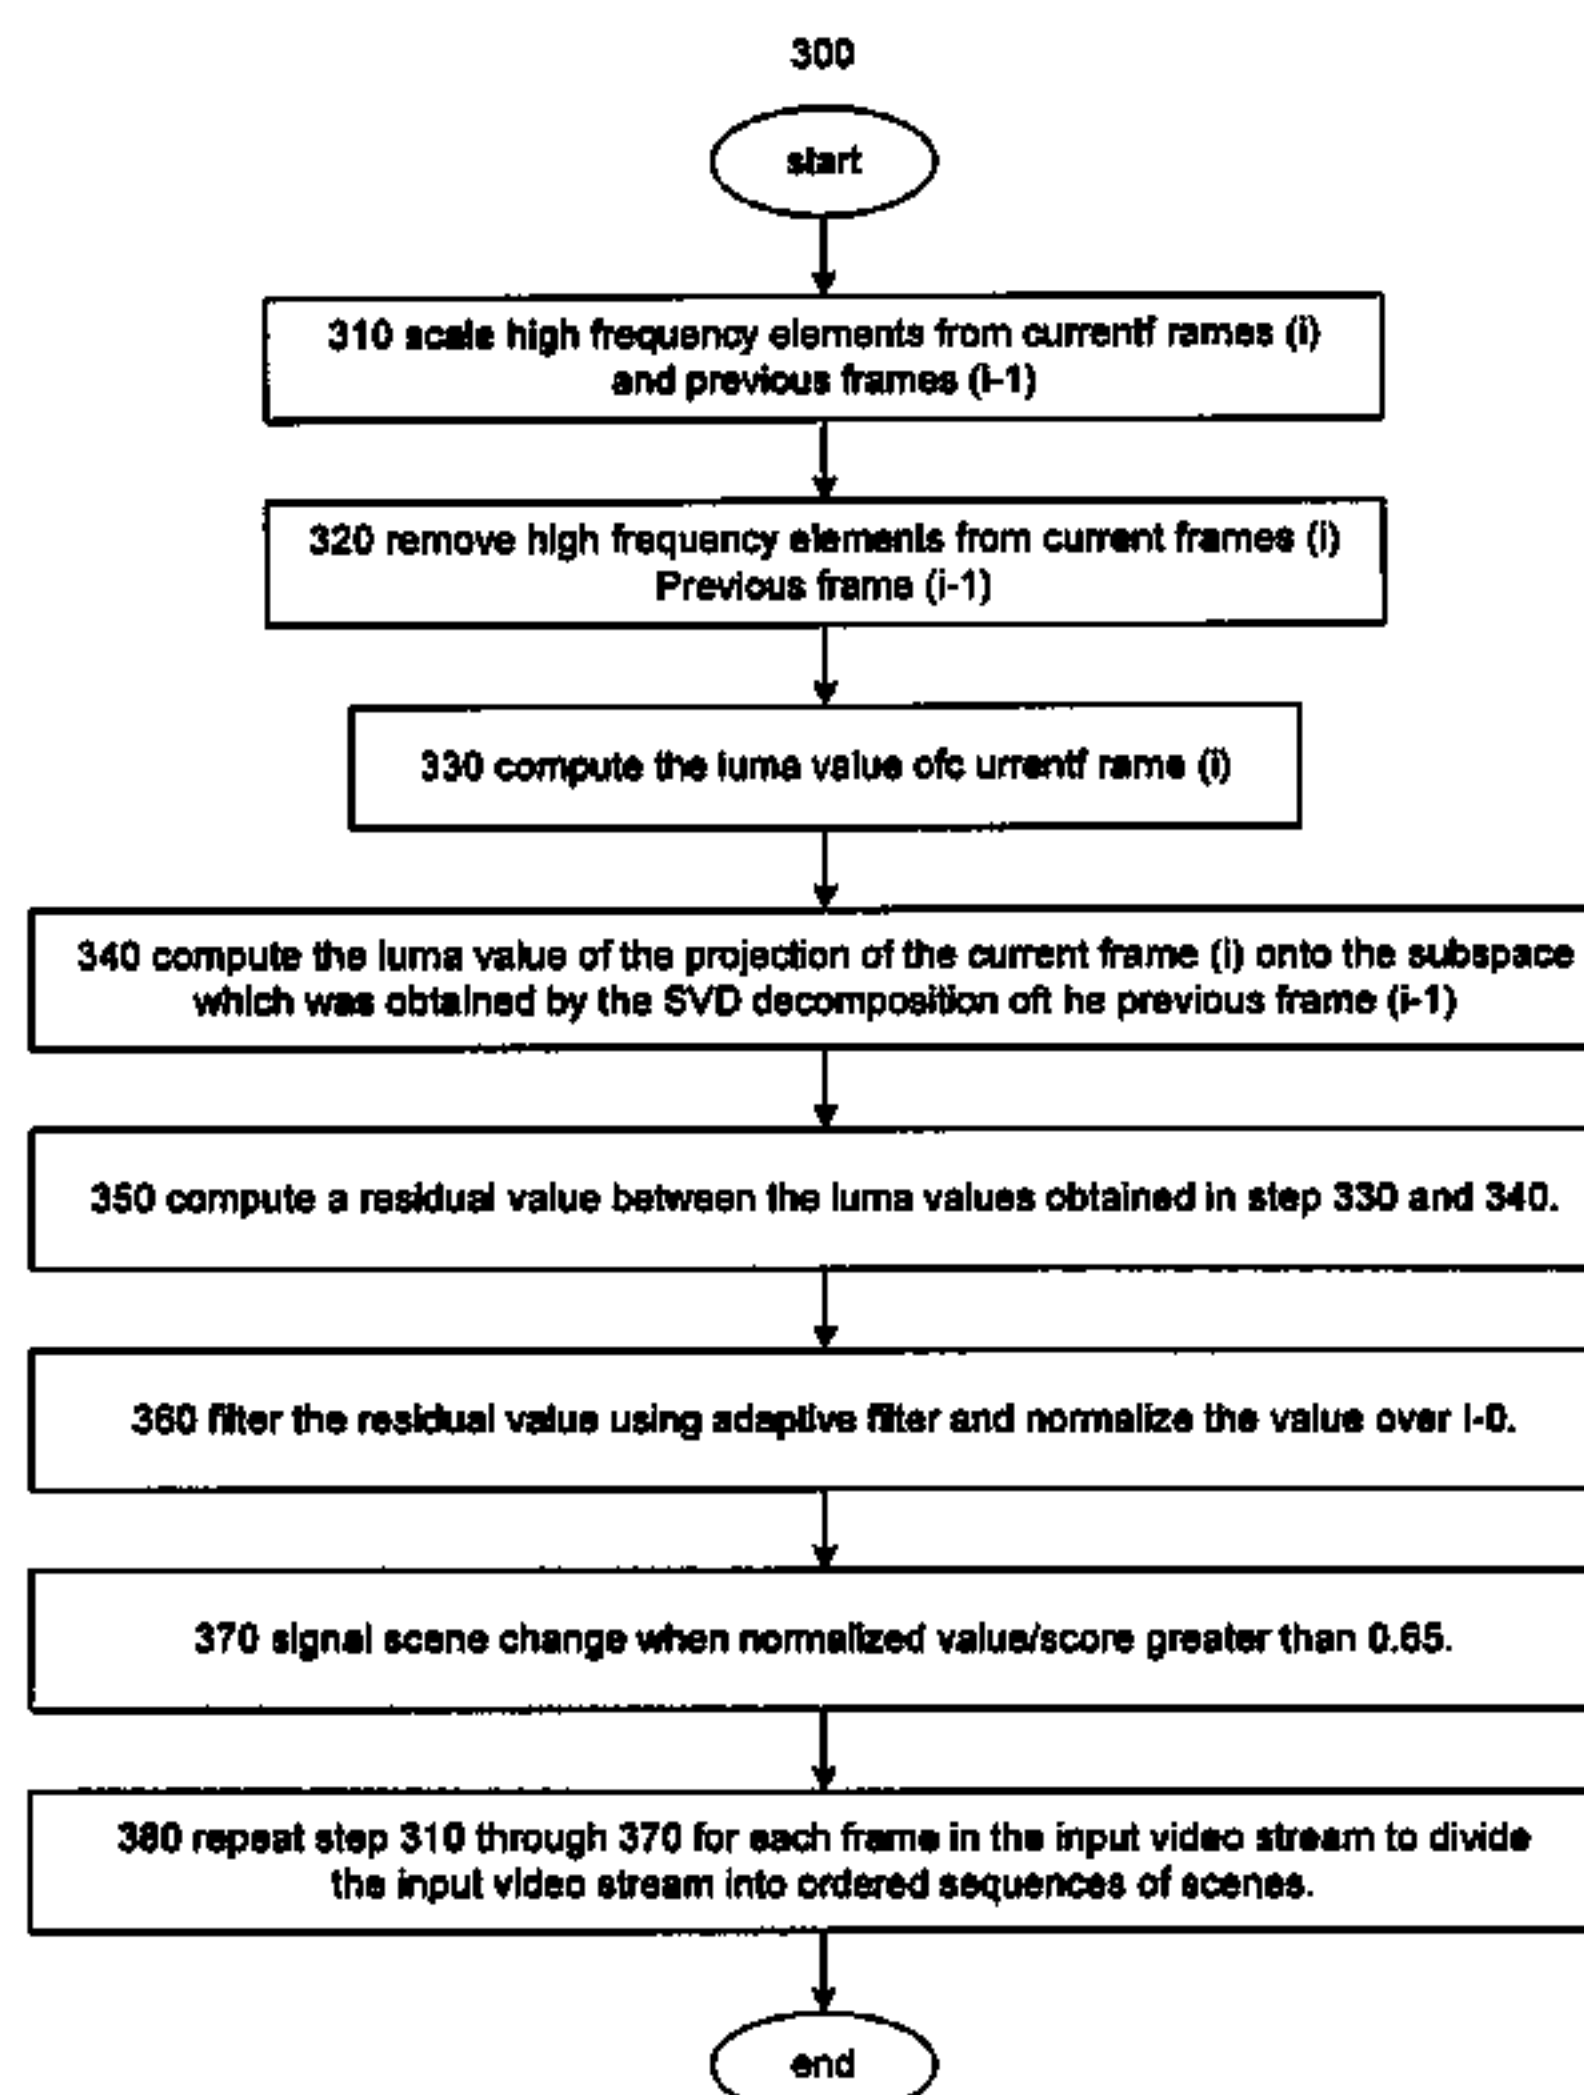 300
start
310 scale high frequency elements from currentf rames (i)
and previous frames (i-1)
320 remove high frequency elements from current frames (i)
Previous frame (i-1)
330 compute the luma value ofc urrentf rame (i)
340 compute the luma value of the projection of the current frame (i) onto the subspace
which was obtained by the SVD decomposition oft he previous frame (i-1)
350 compute a residual value between the luma values obtained in step 330 and 340.
360 filter the residual value using adaptive filter and normalize the value over I-0.
370 signal scene change when normalized value/score greater than 0.65.
380 repeat step 310 through 370 for each frame in the input video stream to divide
the input video stream into ordered sequences of scenes.
end